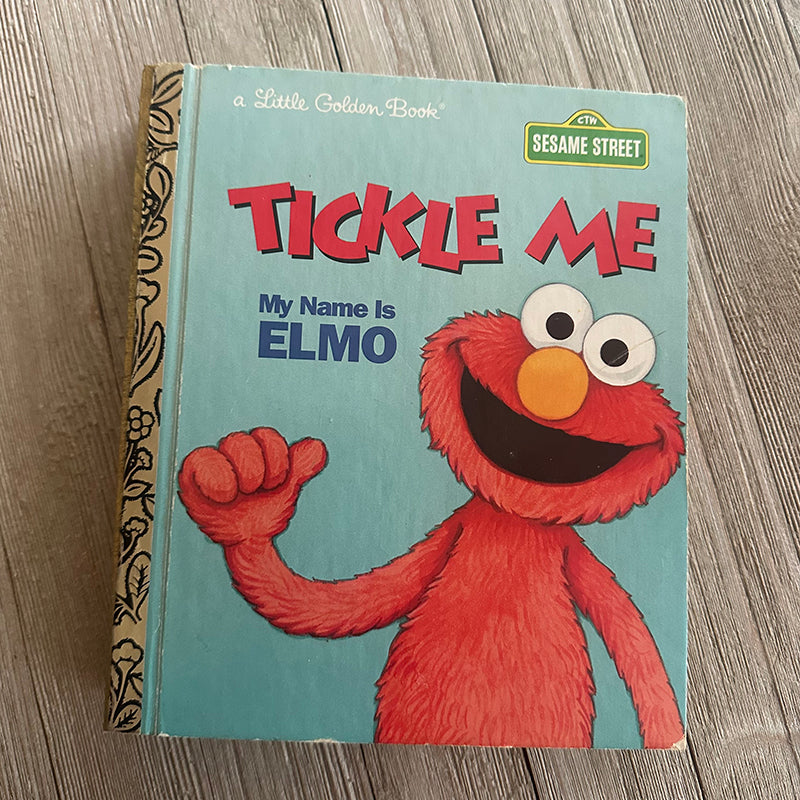 a Little Golden Book®
CTW
SESAME STREET
TICKLE ME
My Name Is
ELMO